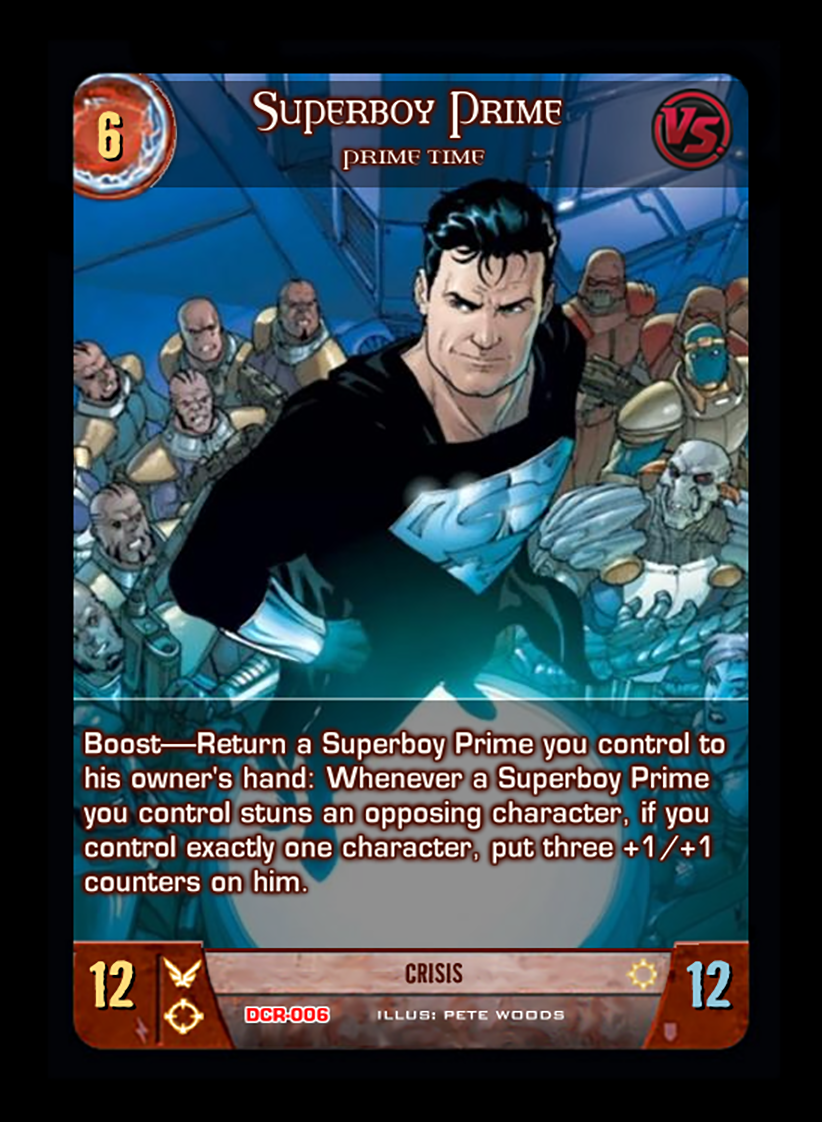 6
Superboy Prime
VS.
Prime Time
Boost—Return a Superboy Prime you control to
his owner's hand: Whenever a Superboy Prime
you control stuns an opposing character, if you
control exactly one character, put three +1/+1
counters on him.
12
CRISIS
12
DCR-006
ILLUS: PETE WOODS